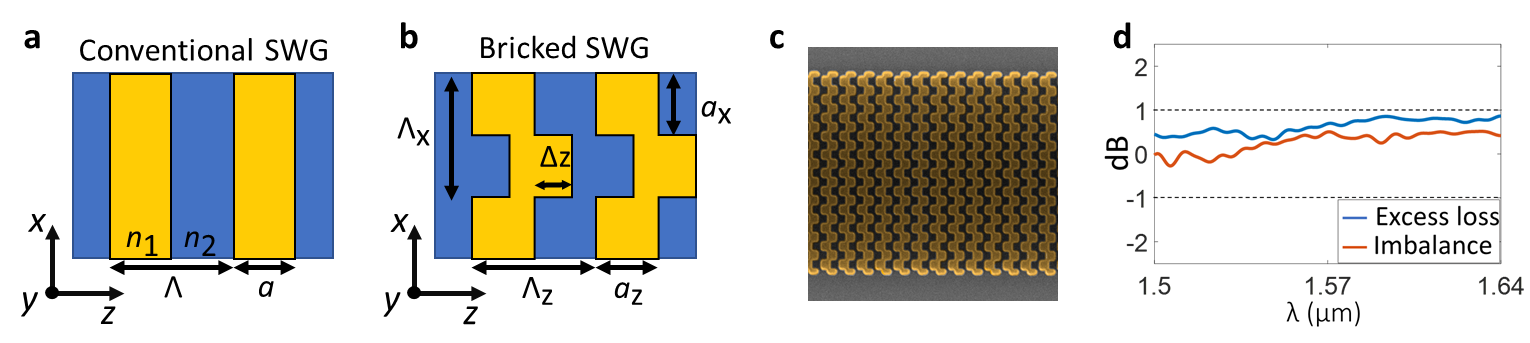 a
Conventional SWG
n1 n2
x
y
z
Λ
a
b
Bricked SWG
Λx
ax
Δz
x
y
z
Λz
az
c
d
2
1
0
-1
-2
dB
Excess loss
Imbalance
1.5 1.57 1.64
λ (μm)